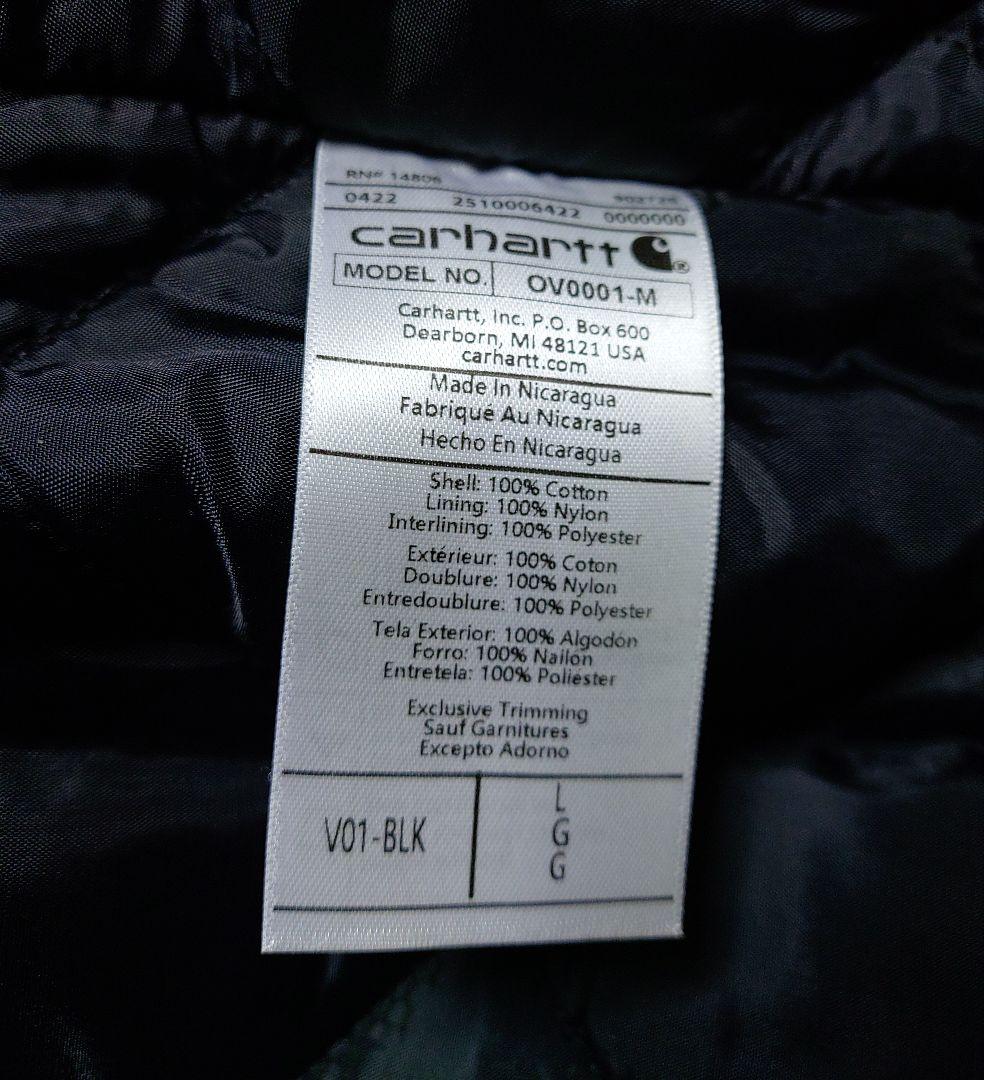 RN# 14806
0422 2510006422 0000000
carhartt
MODEL NO. OV0001-M
Carhartt, Inc. P.O. Box 600
Dearborn, MI 48121 USA
carhartt.com
Made In Nicaragua
Fabrique Au Nicaragua
Hecho En Nicaragua
Shell: 100% Cotton
Lining: 100% Nylon
Interlining: 100% Polyester
Extérieur: 100% Coton
Doublure: 100% Nylon
Entredoublure: 100% Polyester
Tela Exterior: 100% Algodón
Forro: 100% Nailon
Entretela: 100% Poliéster
Exclusive Trimming
Sauf Garnitures
Excepto Adorno
V01-BLK
L
G
G